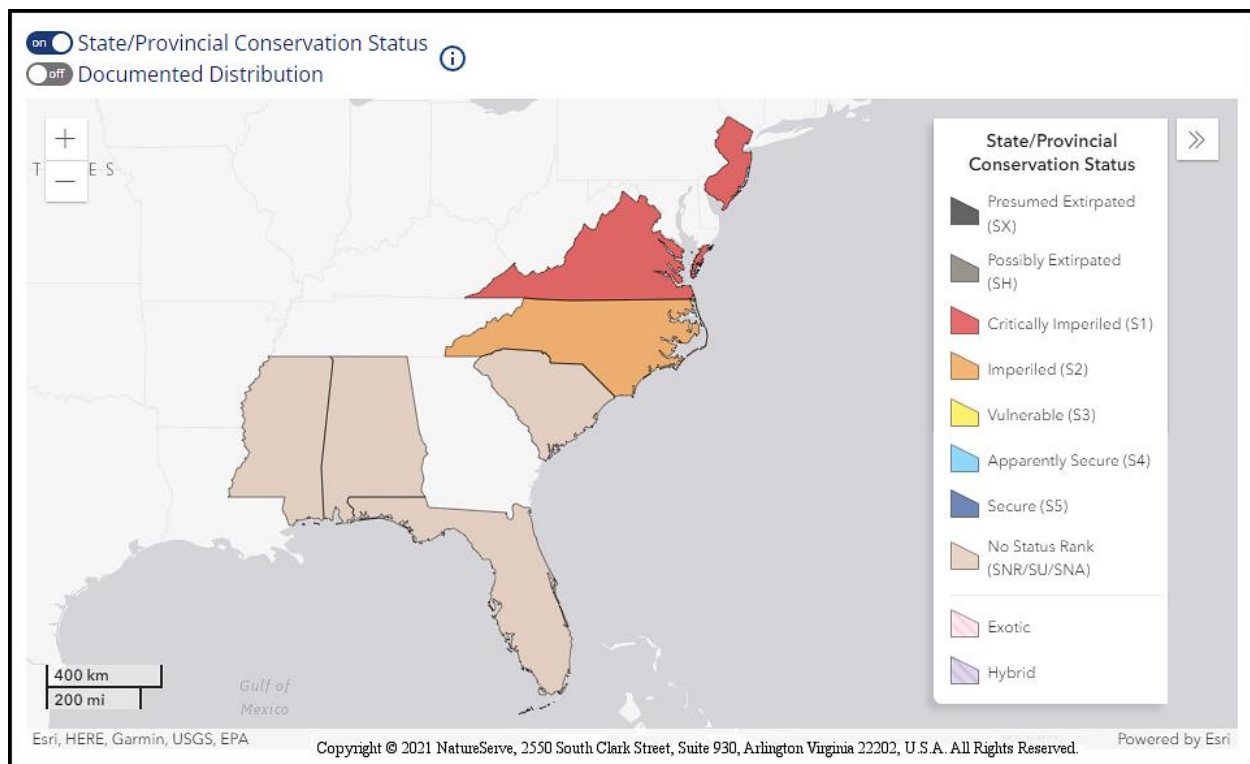 on State/Provincial Conservation Status
off Documented Distribution
i
+
−
T E S
State/Provincial
Conservation Status
Presumed Extirpated
(SX)
Possibly Extirpated
(SH)
Critically Imperiled (S1)
Imperiled (S2)
Vulnerable (S3)
Apparently Secure (S4)
Secure (S5)
No Status Rank
(SNR/SU/SNA)
Exotic
Hybrid
400 km
200 mi
Gulf of
Mexico
Esri, HERE, Garmin, USGS, EPA
Copyright © 2021 NatureServe, 2550 South Clark Street, Suite 930, Arlington Virginia 22202, U.S.A. All Rights Reserved.
Powered by Esri